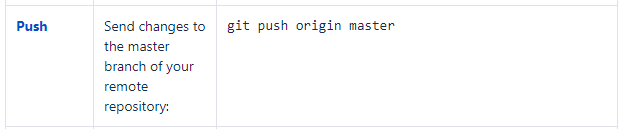 Push
Send changes to
the master
branch of your
remote
repository:
git push origin master